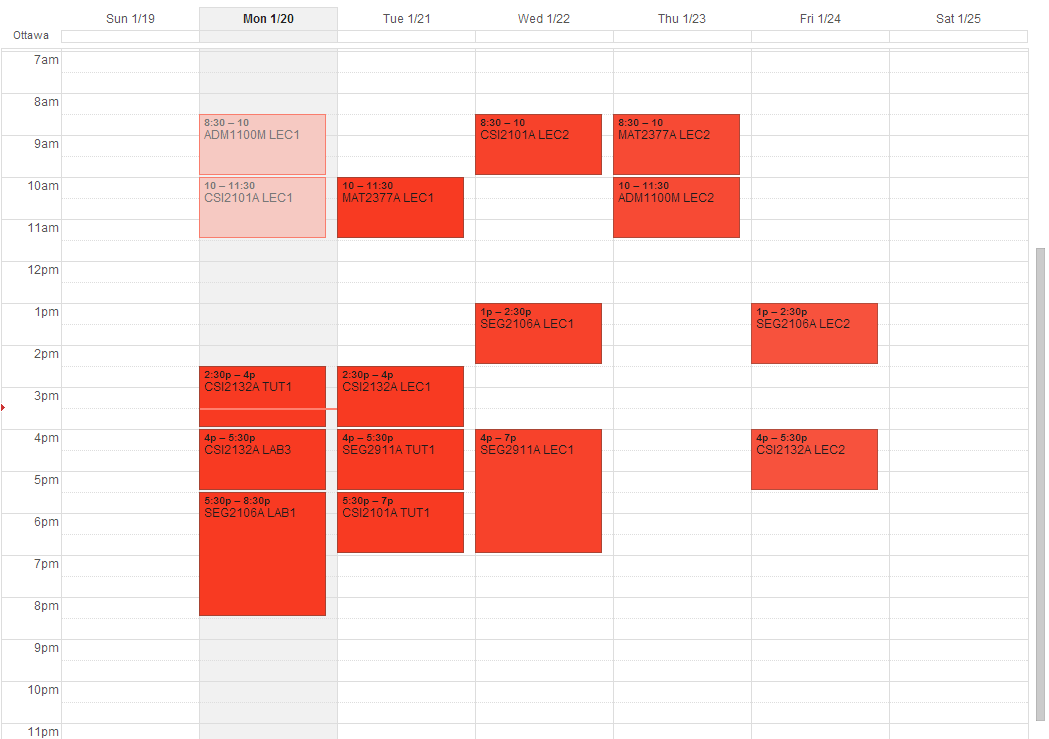 Sun 1/19
Mon 1/20
Tue 1/21
Wed 1/22
Thu 1/23
Fri 1/24
Sat 1/25
Ottawa
7am
8am
8:30 – 10
ADM1100M LEC1
8:30 – 10
CSI2101A LEC2
8:30 – 10
MAT2377A LEC2
9am
10am
10 – 11:30
CSI2101A LEC1
10 – 11:30
MAT2377A LEC1
10 – 11:30
ADM1100M LEC2
11am
12pm
1pm
1p – 2:30p
SEG2106A LEC1
1p – 2:30p
SEG2106A LEC2
2pm
2:30p – 4p
CSI2132A TUT1
2:30p – 4p
CSI2132A LEC1
3pm
4pm
4p – 5:30p
CSI2132A LAB3
4p – 5:30p
SEG2911A TUT1
4p – 7p
SEG2911A LEC1
4p – 5:30p
CSI2132A LEC2
5pm
5:30p – 8:30p
SEG2106A LAB1
5:30p – 7p
CSI2101A TUT1
6pm
7pm
8pm
9pm
10pm
11pm